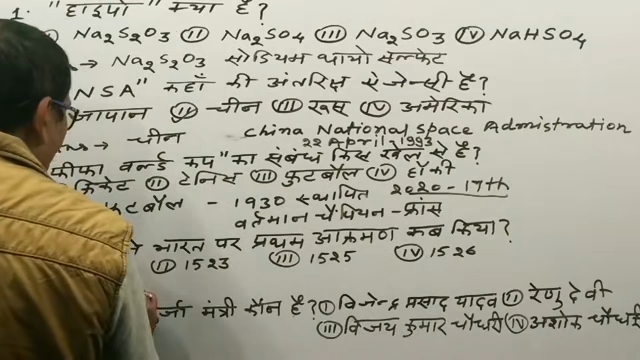 1. "हाइपो" क्या है?
Na2S2O3 (II) Na2SO4 (III) Na2SO3 (IV) NaHSO4
→ Na2S2O3 सोडियम थायो सल्फेट
NSA" कहाँ की अंतरिक्ष एजेन्सी है?
जापान (II) चीन (III) रूस (IV) अमेरिका
→ चीन China National Space Admistration
22 April, 1993
फीफा वर्ल्ड कप" का संबंध किस खेल से है?
क्रिकेट (II) टेनिस (III) फुटबॉल (IV) हॉकी
फुटबॉल - 1930 स्थापित 2020-17th
वर्तमान चैंपियन - फ्रांस
ने भारत पर प्रथम आक्रमण कब किया?
(II) 1523 (III) 1525 (IV) 1526
र्जा मंत्री कौन है? (I) विजेन्द्र प्रसाद यादव (II) रेणु देवी
(III) विजय कुमार चौधरी (IV) अशोक चौधरी